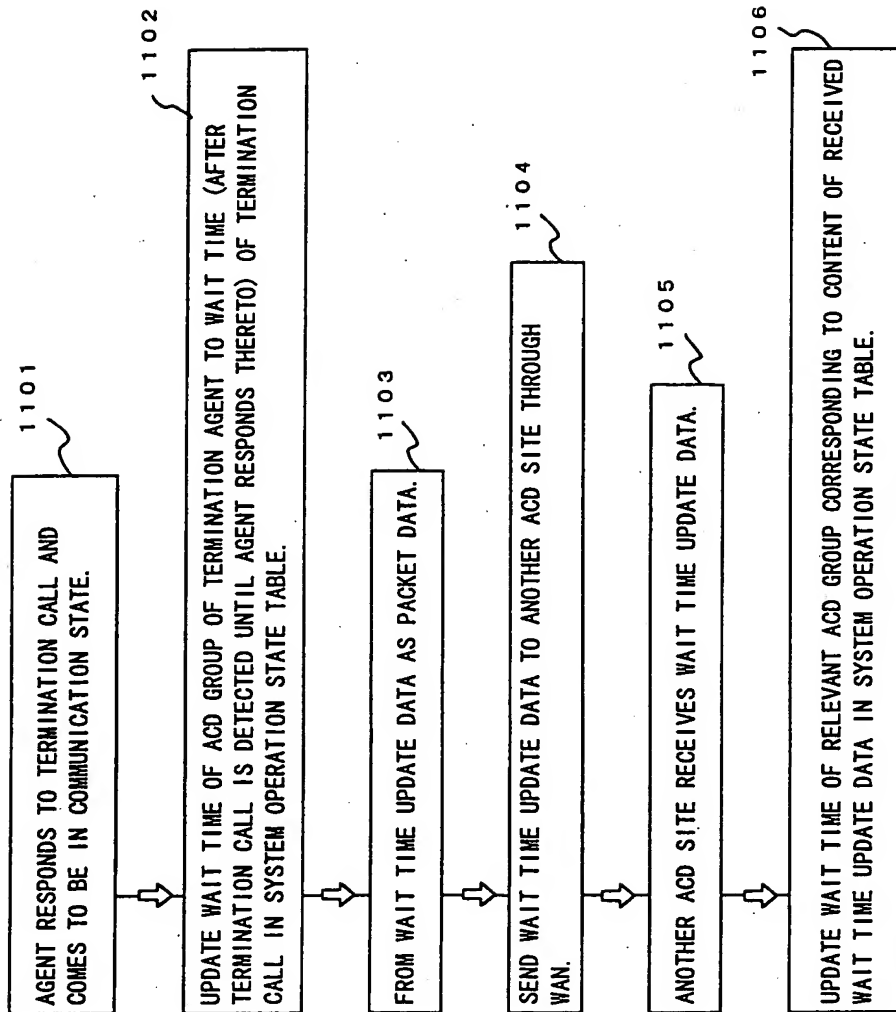 1101
AGENT RESPONDS TO TERMINATION CALL AND
COMES TO BE IN COMMUNICATION STATE.
1102
UPDATE WAIT TIME OF ACD GROUP OF TERMINATION AGENT TO WAIT TIME (AFTER
TERMINATION CALL IS DETECTED UNTIL AGENT RESPONDS THERETO) OF TERMINATION
CALL IN SYSTEM OPERATION STATE TABLE.
1103
FROM WAIT TIME UPDATE DATA AS PACKET DATA.
1104
SEND WAIT TIME UPDATE DATA TO ANOTHER ACD SITE THROUGH
WAN.
1105
ANOTHER ACD SITE RECEIVES WAIT TIME UPDATE DATA.
1106
UPDATE WAIT TIME OF RELEVANT ACD GROUP CORRESPONDING TO CONTENT OF RECEIVED
WAIT TIME UPDATE DATA IN SYSTEM OPERATION STATE TABLE.